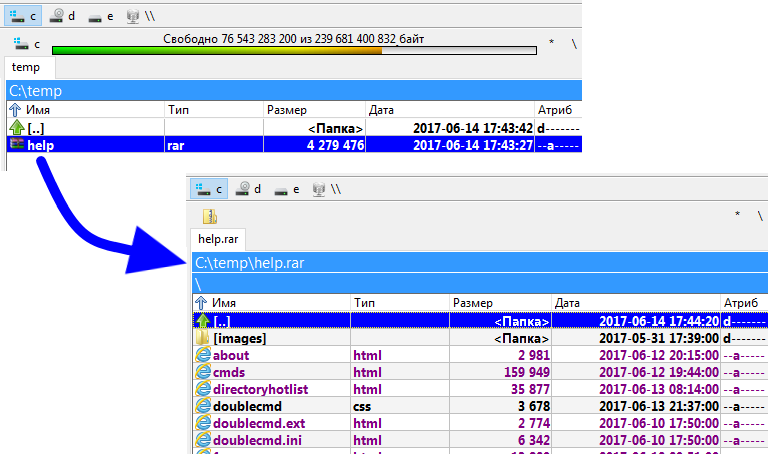 c d e \\
c Свободно 76 543 283 200 из 239 681 400 832 байт * \
temp
C:\temp
Имя Тип Размер Дата Атриб
[..] <Папка> 2017-06-14 17:43:42 d-------
help rar 4 279 476 2017-06-14 17:43:27 --a-----
c d e \\
* \
help.rar
C:\temp\help.rar
\
Имя Тип Размер Дата Атриб
[..] <Папка> 2017-06-14 17:44:20 d-------
[images] <Папка> 2017-05-31 17:39:00 d-------
about html 2 981 2017-06-12 20:15:00 --a-----
cmds html 159 949 2017-06-12 19:44:00 --a-----
directoryhotlist html 35 877 2017-06-13 08:14:00 --a-----
doublecmd css 3 678 2017-06-13 21:37:00 --a-----
doublecmd.ext html 2 774 2017-06-10 17:50:00 --a-----
doublecmd.ini html 6 342 2017-06-10 17:50:00 --a-----